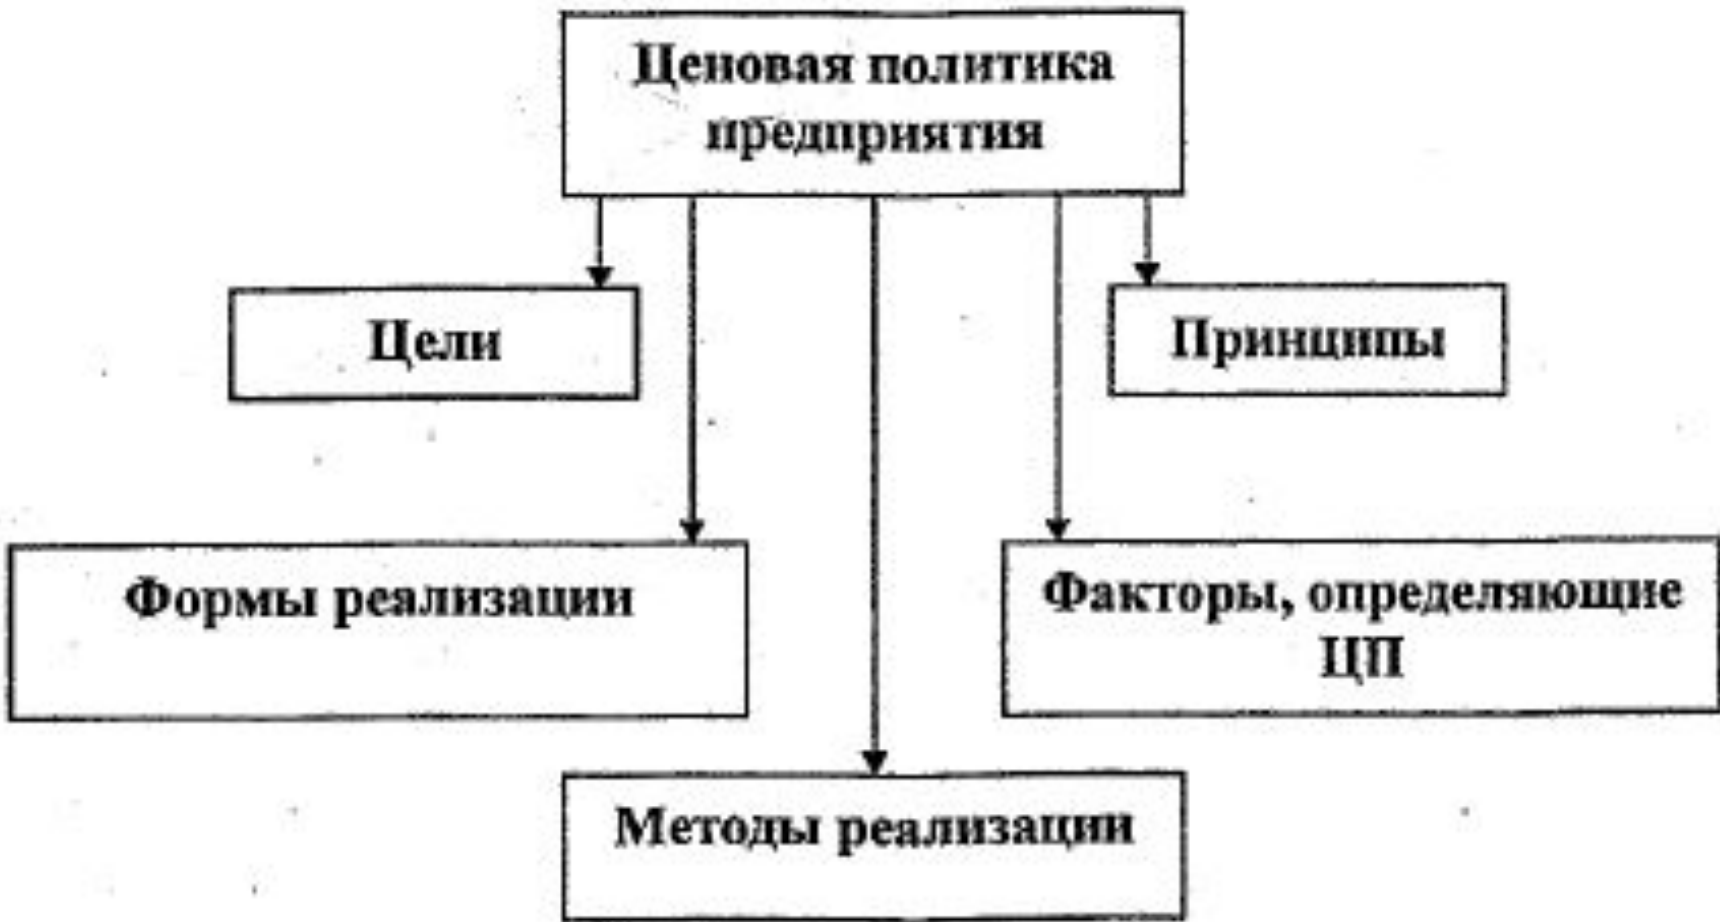 Ценовая политика
предприятия
Цели
Принципы
Формы реализации
Факторы, определяющие
ЦП
Методы реализации